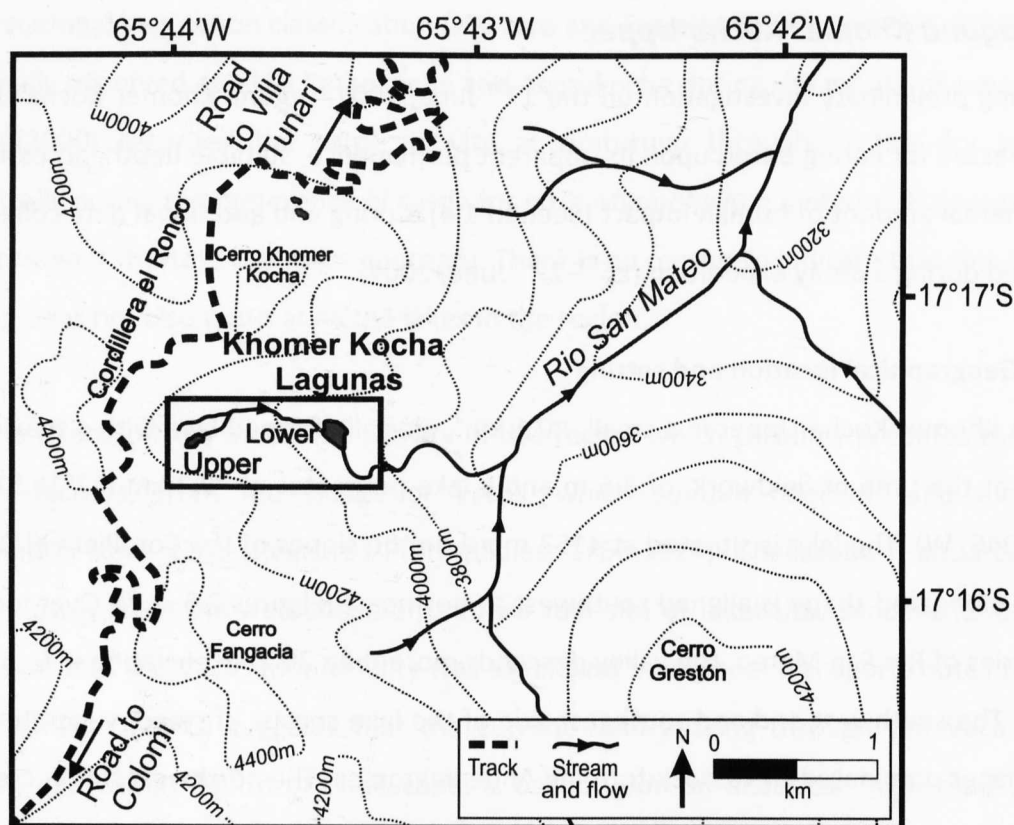 65°44'W
65°43'W
65°42'W
4000m
Road
to Villa
Tunari
4200m
3200m
Cerro Khomer
Kocha
Cordillera el Ronco
Rio San Mateo
17°17'S
Khomer Kocha
Lagunas
3400m
4400m
Lower
Upper
3600m
3800m
4400m
4200m
17°16'S
4200m
Cerro
Fangacia
Cerro
Grestón
4200m
Road to
Colomi
4400m
4200m
4200m
Track
Stream
and flow
N
0
1
km